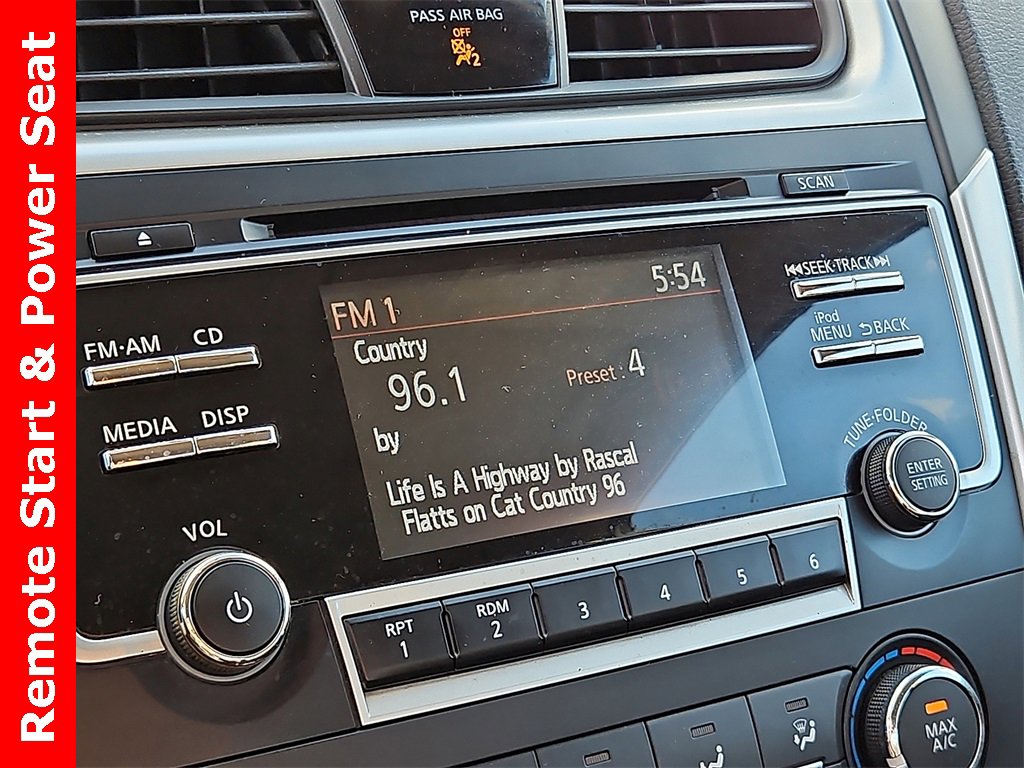 Remote Start & Power Seat
PASS AIR BAG
OFF
2
SCAN
SEEK·TRACK
FM 1
5:54
iPod
MENU BACK
FM·AM
CD
Country
96.1
Preset : 4
MEDIA
DISP
by
TUNE·FOLDER
ENTER
SETTING
Life Is A Highway by Rascal
Flatts on Cat Country 96
VOL
RPT
1
RDM
2
3
4
5
6
MAX
A/C